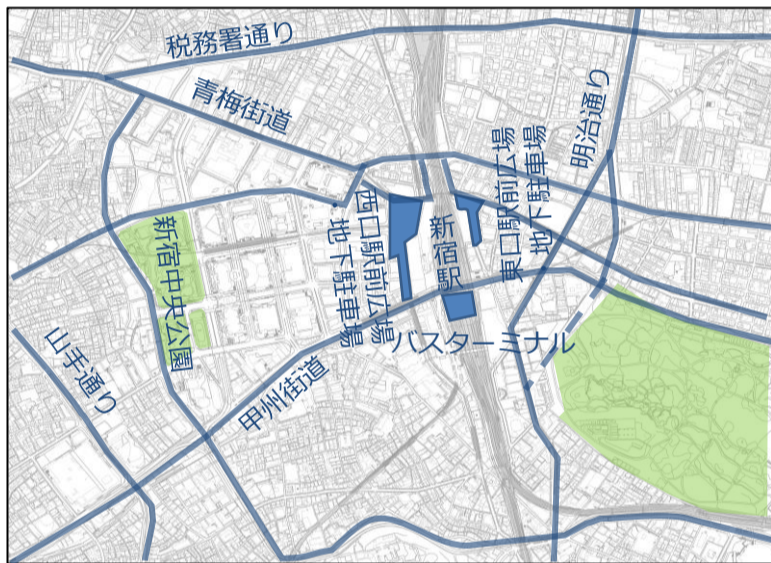 税務署通り
青梅街道
明治通り
東口駅前広場
地下駐車場
新宿駅
西口駅前広場
地下駐車場
新宿中央公園
バスターミナル
山手通り
甲州街道